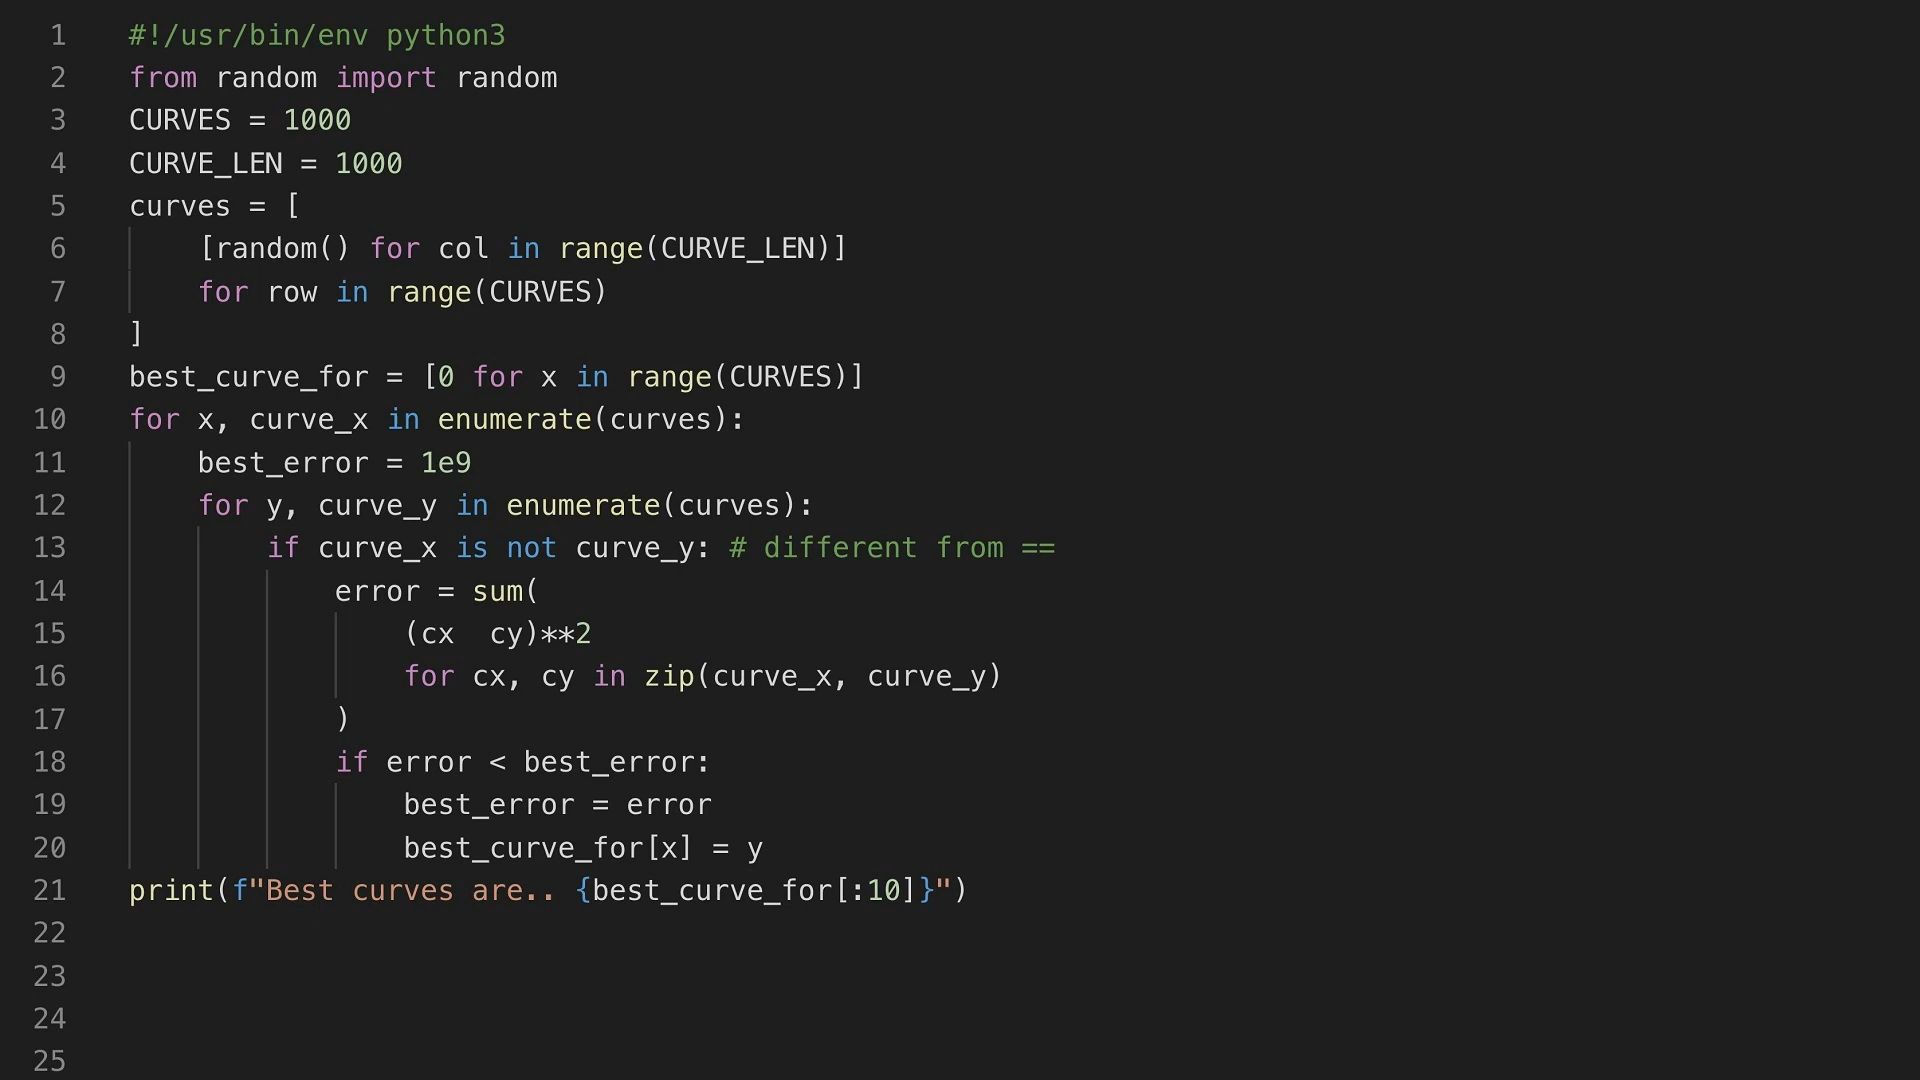 1 #!/usr/bin/env python3
2 from random import random
3 CURVES = 1000
4 CURVE_LEN = 1000
5 curves = [
6     [random() for col in range(CURVE_LEN)]
7     for row in range(CURVES)
8 ]
9 best_curve_for = [0 for x in range(CURVES)]
10 for x, curve_x in enumerate(curves):
11     best_error = 1e9
12     for y, curve_y in enumerate(curves):
13         if curve_x is not curve_y: # different from ==
14             error = sum(
15                 (cx  cy)**2
16                 for cx, cy in zip(curve_x, curve_y)
17             )
18             if error < best_error:
19                 best_error = error
20                 best_curve_for[x] = y
21 print(f"Best curves are.. {best_curve_for[:10]}")
22
23
24
25